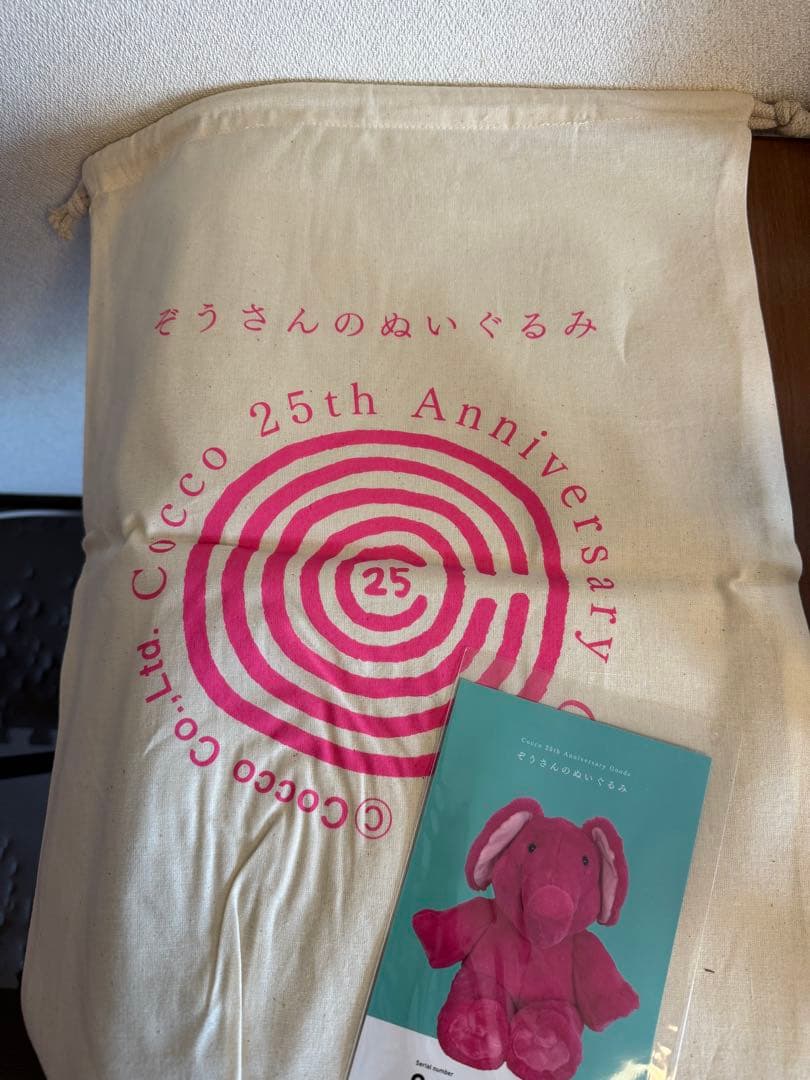 ぞうさんのぬいぐるみ
Cocco 25th Anniversary
25
©Cocco Co.,Ltd.
Cocco 25th Anniversary Goods
ぞうさんのぬいぐるみ
Serial number